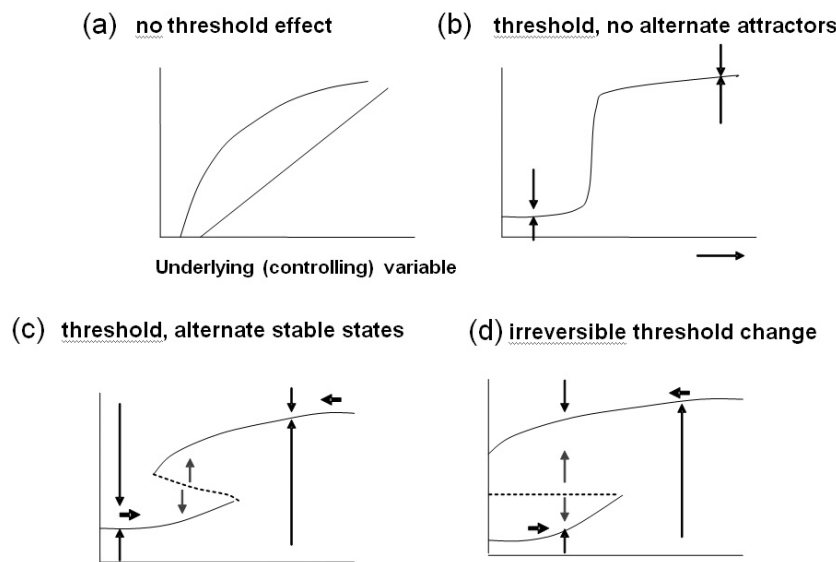 (a) no threshold effect
(b) threshold, no alternate attractors
Underlying (controlling) variable
(c) threshold, alternate stable states
(d) irreversible threshold change